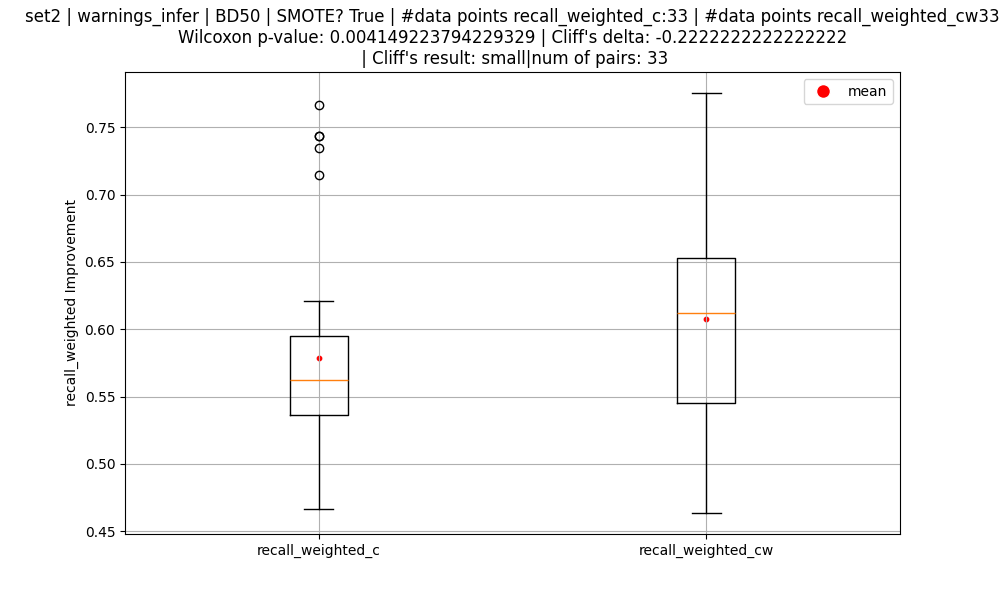 set2 | warnings_infer | BD50 | SMOTE? True | #data points recall_weighted_c:33 | #data points recall_weighted_cw33
Wilcoxon p-value: 0.004149223794229329 | Cliff's delta: -0.2222222222222222
| Cliff's result: small|num of pairs: 33
mean
0.75
0.70
0.65
0.60
0.55
0.50
0.45
recall_weighted Improvement
recall_weighted_c
recall_weighted_cw